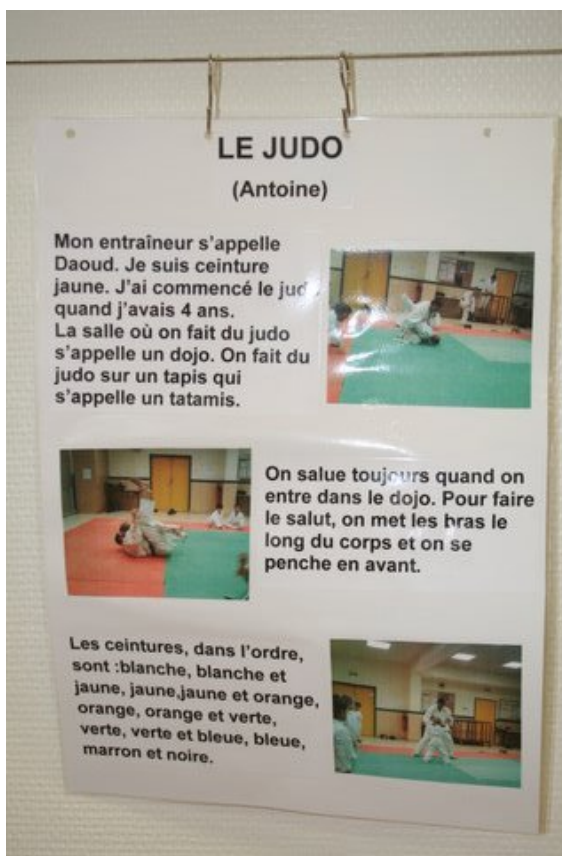 LE JUDO
(Antoine)
Mon entraîneur s'appelle
Daoud. Je suis ceinture
jaune. J'ai commencé le judo
quand j'avais 4 ans.
La salle où on fait du judo
s'appelle un dojo. On fait du
judo sur un tapis qui
s'appelle un tatamis.
On salue toujours quand on
entre dans le dojo. Pour faire
le salut, on met les bras le
long du corps et on se
penche en avant.
Les ceintures, dans l'ordre,
sont :blanche, blanche et
jaune, jaune,jaune et orange,
orange, orange et verte,
verte, verte et bleue, bleue,
marron et noire.